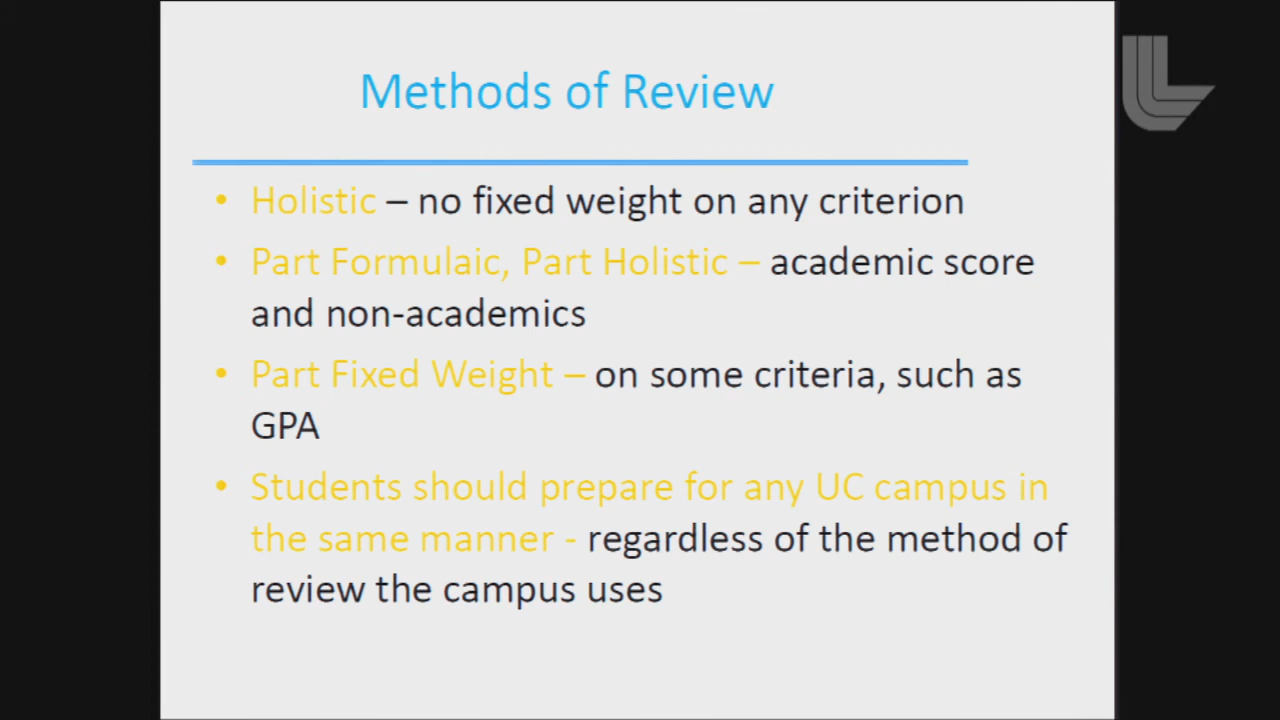 Methods of Review
• Holistic – no fixed weight on any criterion
• Part Formulaic, Part Holistic – academic score
and non-academics
• Part Fixed Weight – on some criteria, such as
GPA
• Students should prepare for any UC campus in
the same manner - regardless of the method of
review the campus uses